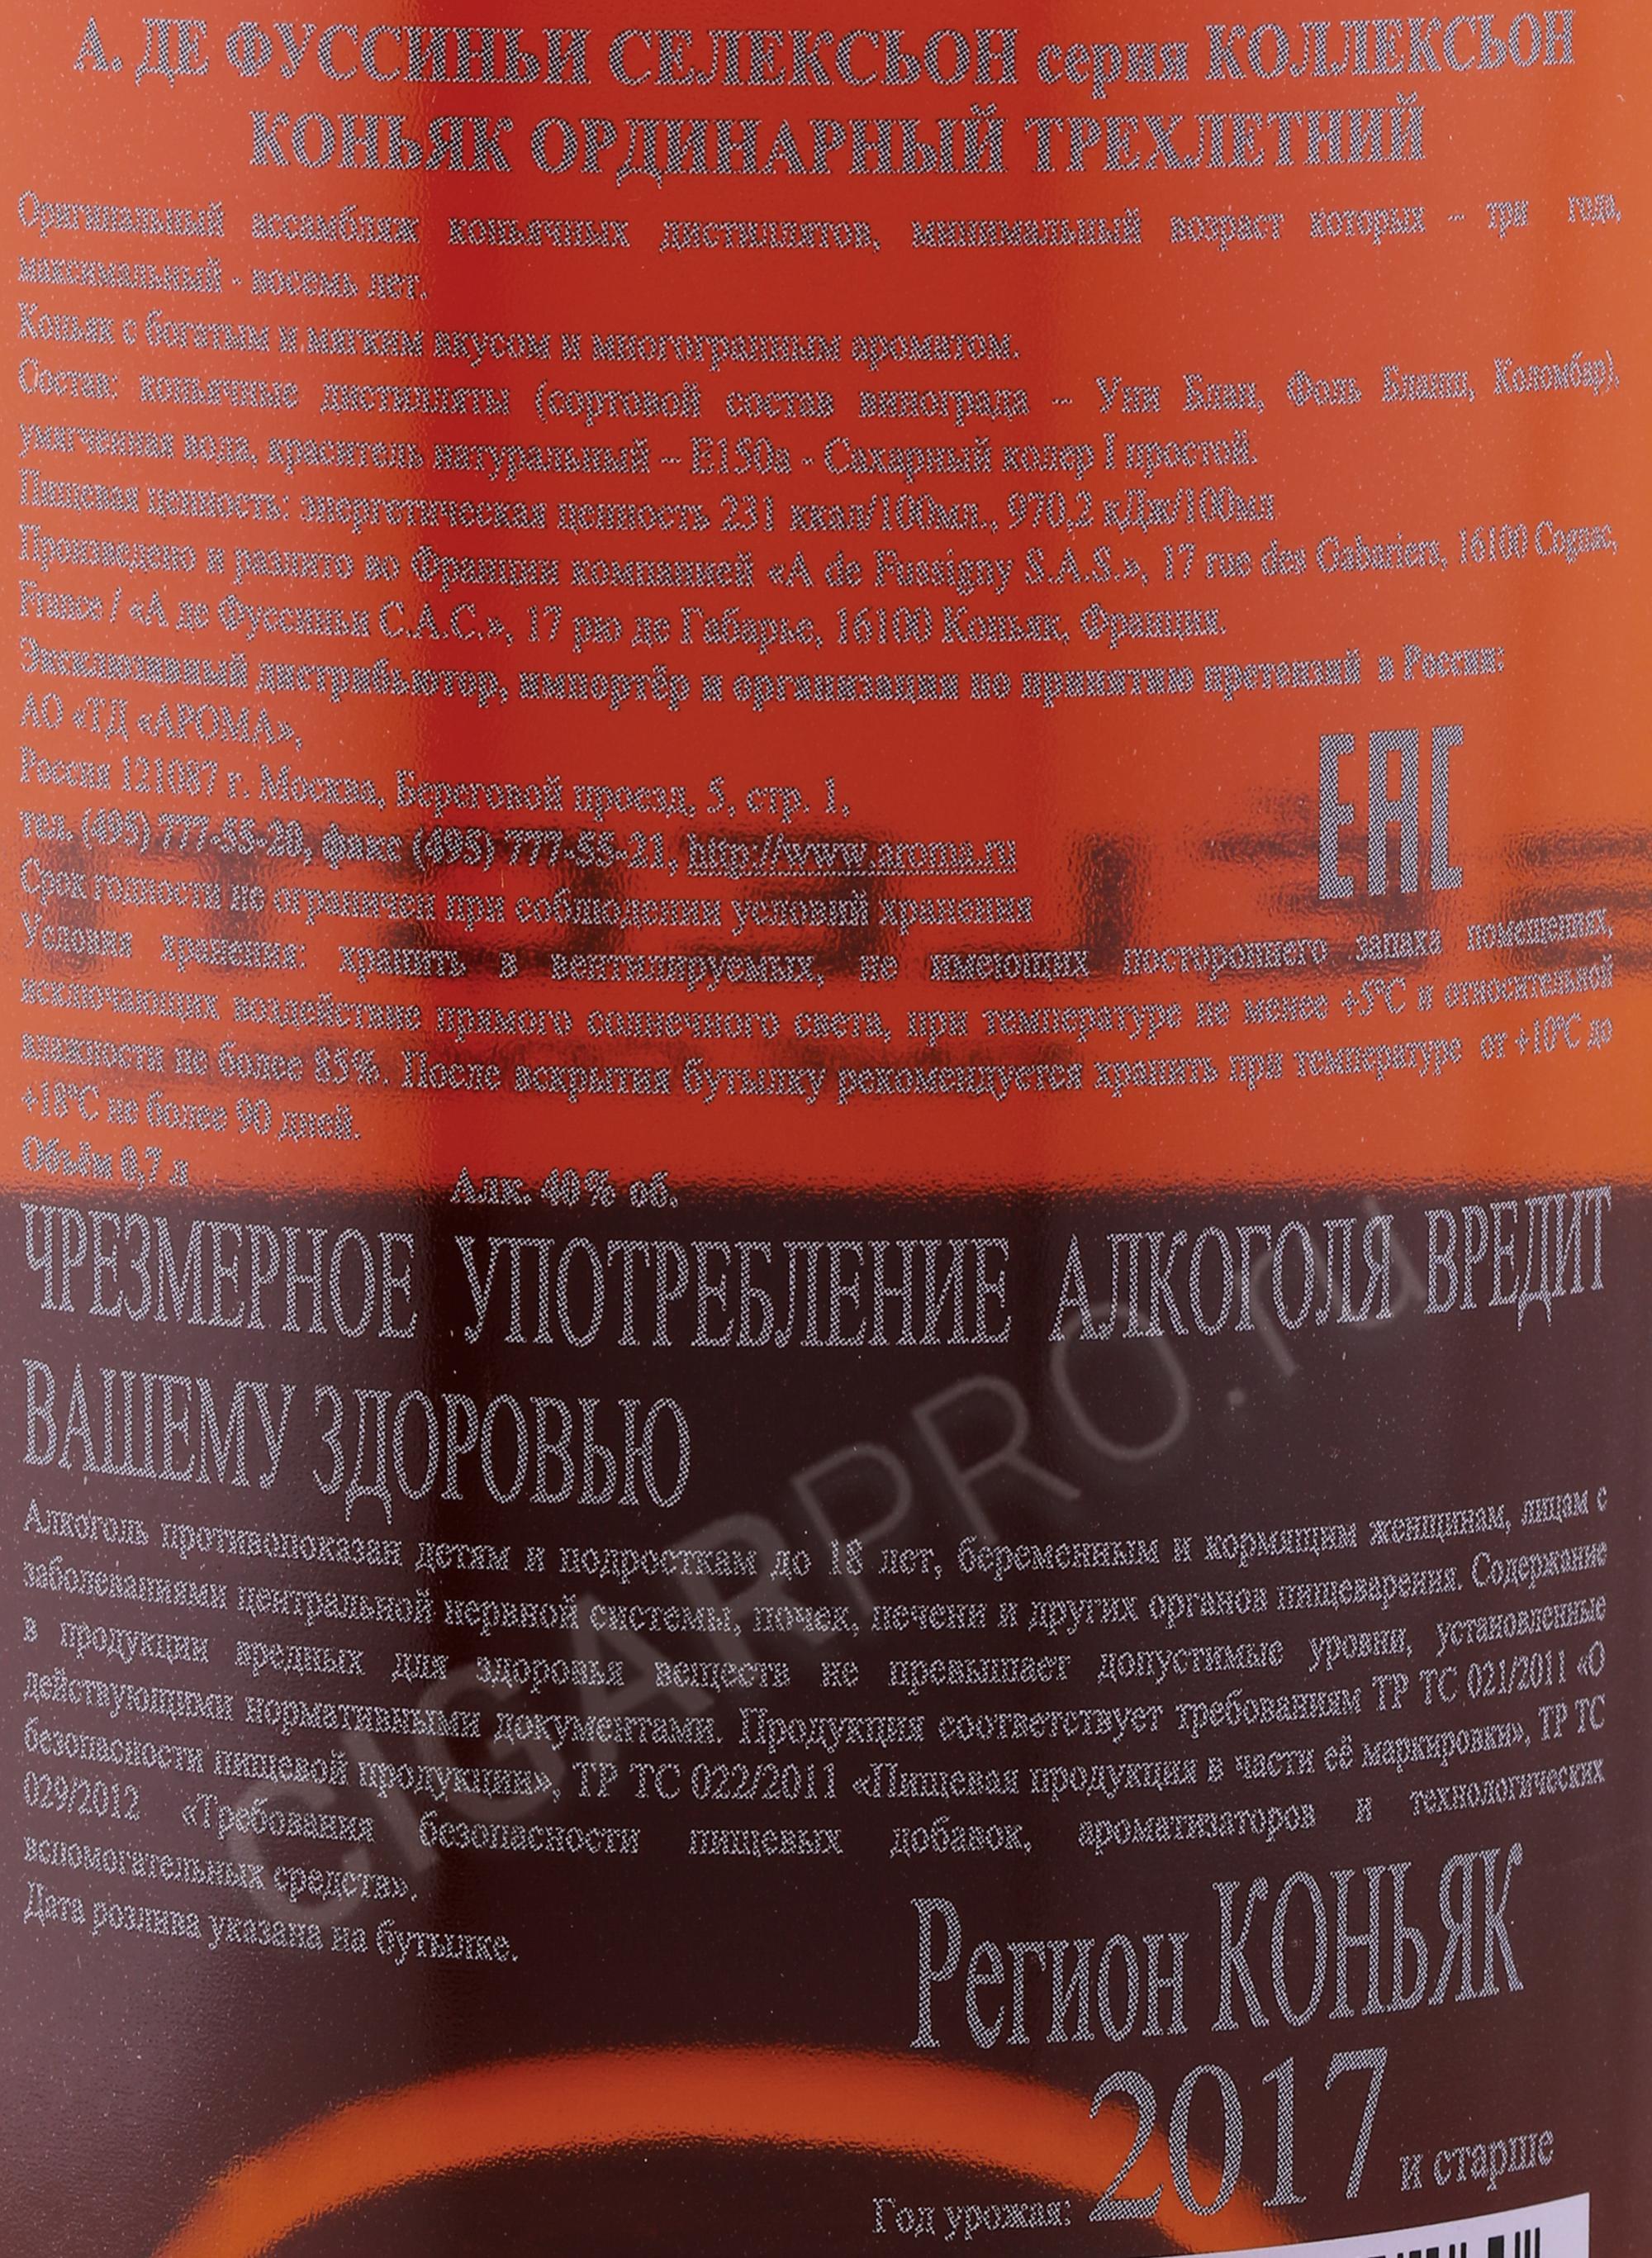 А. ДЕ ФУССИНЬИ СЕЛЕКСЬОН серия КОЛЛЕКСЬОН
КОНЬЯК ОРДИНАРНЫЙ ТРЕХЛЕТНИЙ
Оригинальный ассамбляж коньячных дистиллятов, минимальный возраст которых – три года,
максимальный - восемь лет.
Коньяк с богатым и мягким вкусом и многогранным ароматом.
Состав: коньячные дистилляты (сортовой состав винограда – Уни Блан, Фоль Бланш, Коломбар),
умягченная вода, краситель натуральный – Е150а - Сахарный колер I простой.
Пищевая ценность: энергетическая ценность 231 ккал/100мл., 970,2 кДж/100мл
Произведено и разлито во Франции компанией «A de Fussigny S.A.S.», 17 rue des Gabariers, 16100 Cognac,
France / «А де Фуссиньи С.А.С.», 17 рю де Габарье, 16100 Коньяк, Франция.
Эксклюзивный дистрибьютор, импортёр и организация по принятию претензий в России:
АО «ТД «АРОМА»,
Россия 121087 г. Москва, Береговой проезд, 5, стр. 1,
тел. (495) 777-55-20, факс (495) 777-55-21, http://www.aroma.ru
EAC
Срок годности не ограничен при соблюдении условий хранения
Условия хранения: хранить в вентилируемых, не имеющих постороннего запаха помещениях,
исключающих воздействие прямого солнечного света, при температуре не менее +5°C и относительной
влажности не более 85%. После вскрытия бутылку рекомендуется хранить при температуре от +10°C до
+18°C не более 90 дней.
Объём 0,7 л Алк. 40% об.
ЧРЕЗМЕРНОЕ УПОТРЕБЛЕНИЕ АЛКОГОЛЯ ВРЕДИТ
ВАШЕМУ ЗДОРОВЬЮ
Алкоголь противопоказан детям и подросткам до 18 лет, беременным и кормящим женщинам, лицам с
заболеваниями центральной нервной системы, почек, печени и других органов пищеварения. Содержание
в продукции вредных для здоровья веществ не превышает допустимые уровни, установленные
действующими нормативными документами. Продукция соответствует требованиям ТР ТС 021/2011 «О
безопасности пищевой продукции», ТР ТС 022/2011 «Пищевая продукция в части её маркировки», ТР ТС
029/2012 «Требования безопасности пищевых добавок, ароматизаторов и технологических
вспомогательных средств».
Дата розлива указана на бутылке.
Регион КОНЬЯК
Год урожая: 2017 и старше
CIGARPRO.ru